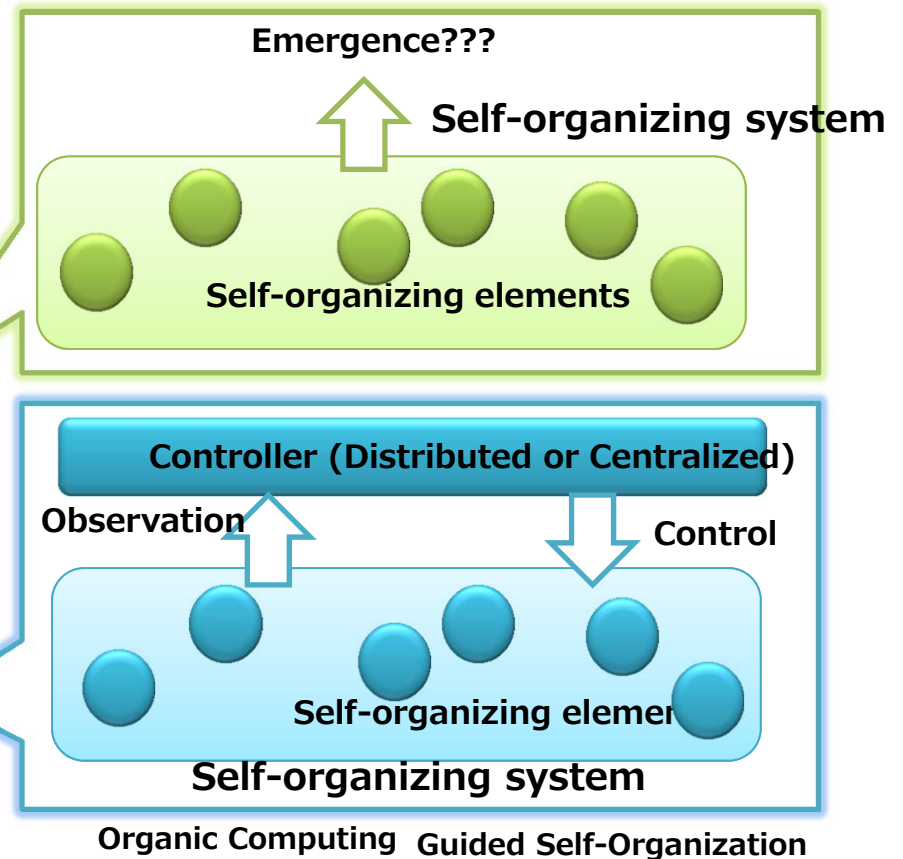 Emergence???
Self-organizing system
Self-organizing elements
Controller (Distributed or Centralized)
Observation
Control
Self-organizing elemen
Self-organizing system
Organic Computing
Guided Self-Organization